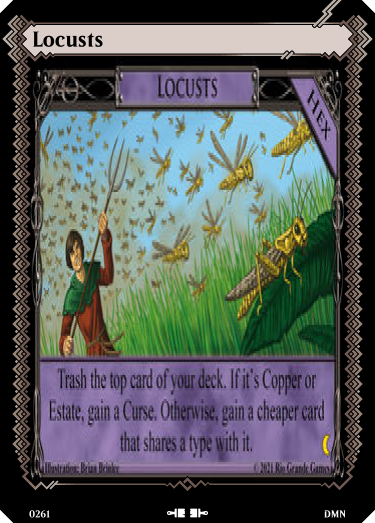 Locusts
LOCUSTS
HEX
Trash the top card of your deck. If it's Copper or
Estate, gain a Curse. Otherwise, gain a cheaper card
that shares a type with it.
Illustration: Brian Brinlee © 2021 Rio Grande Games
0261 DMN